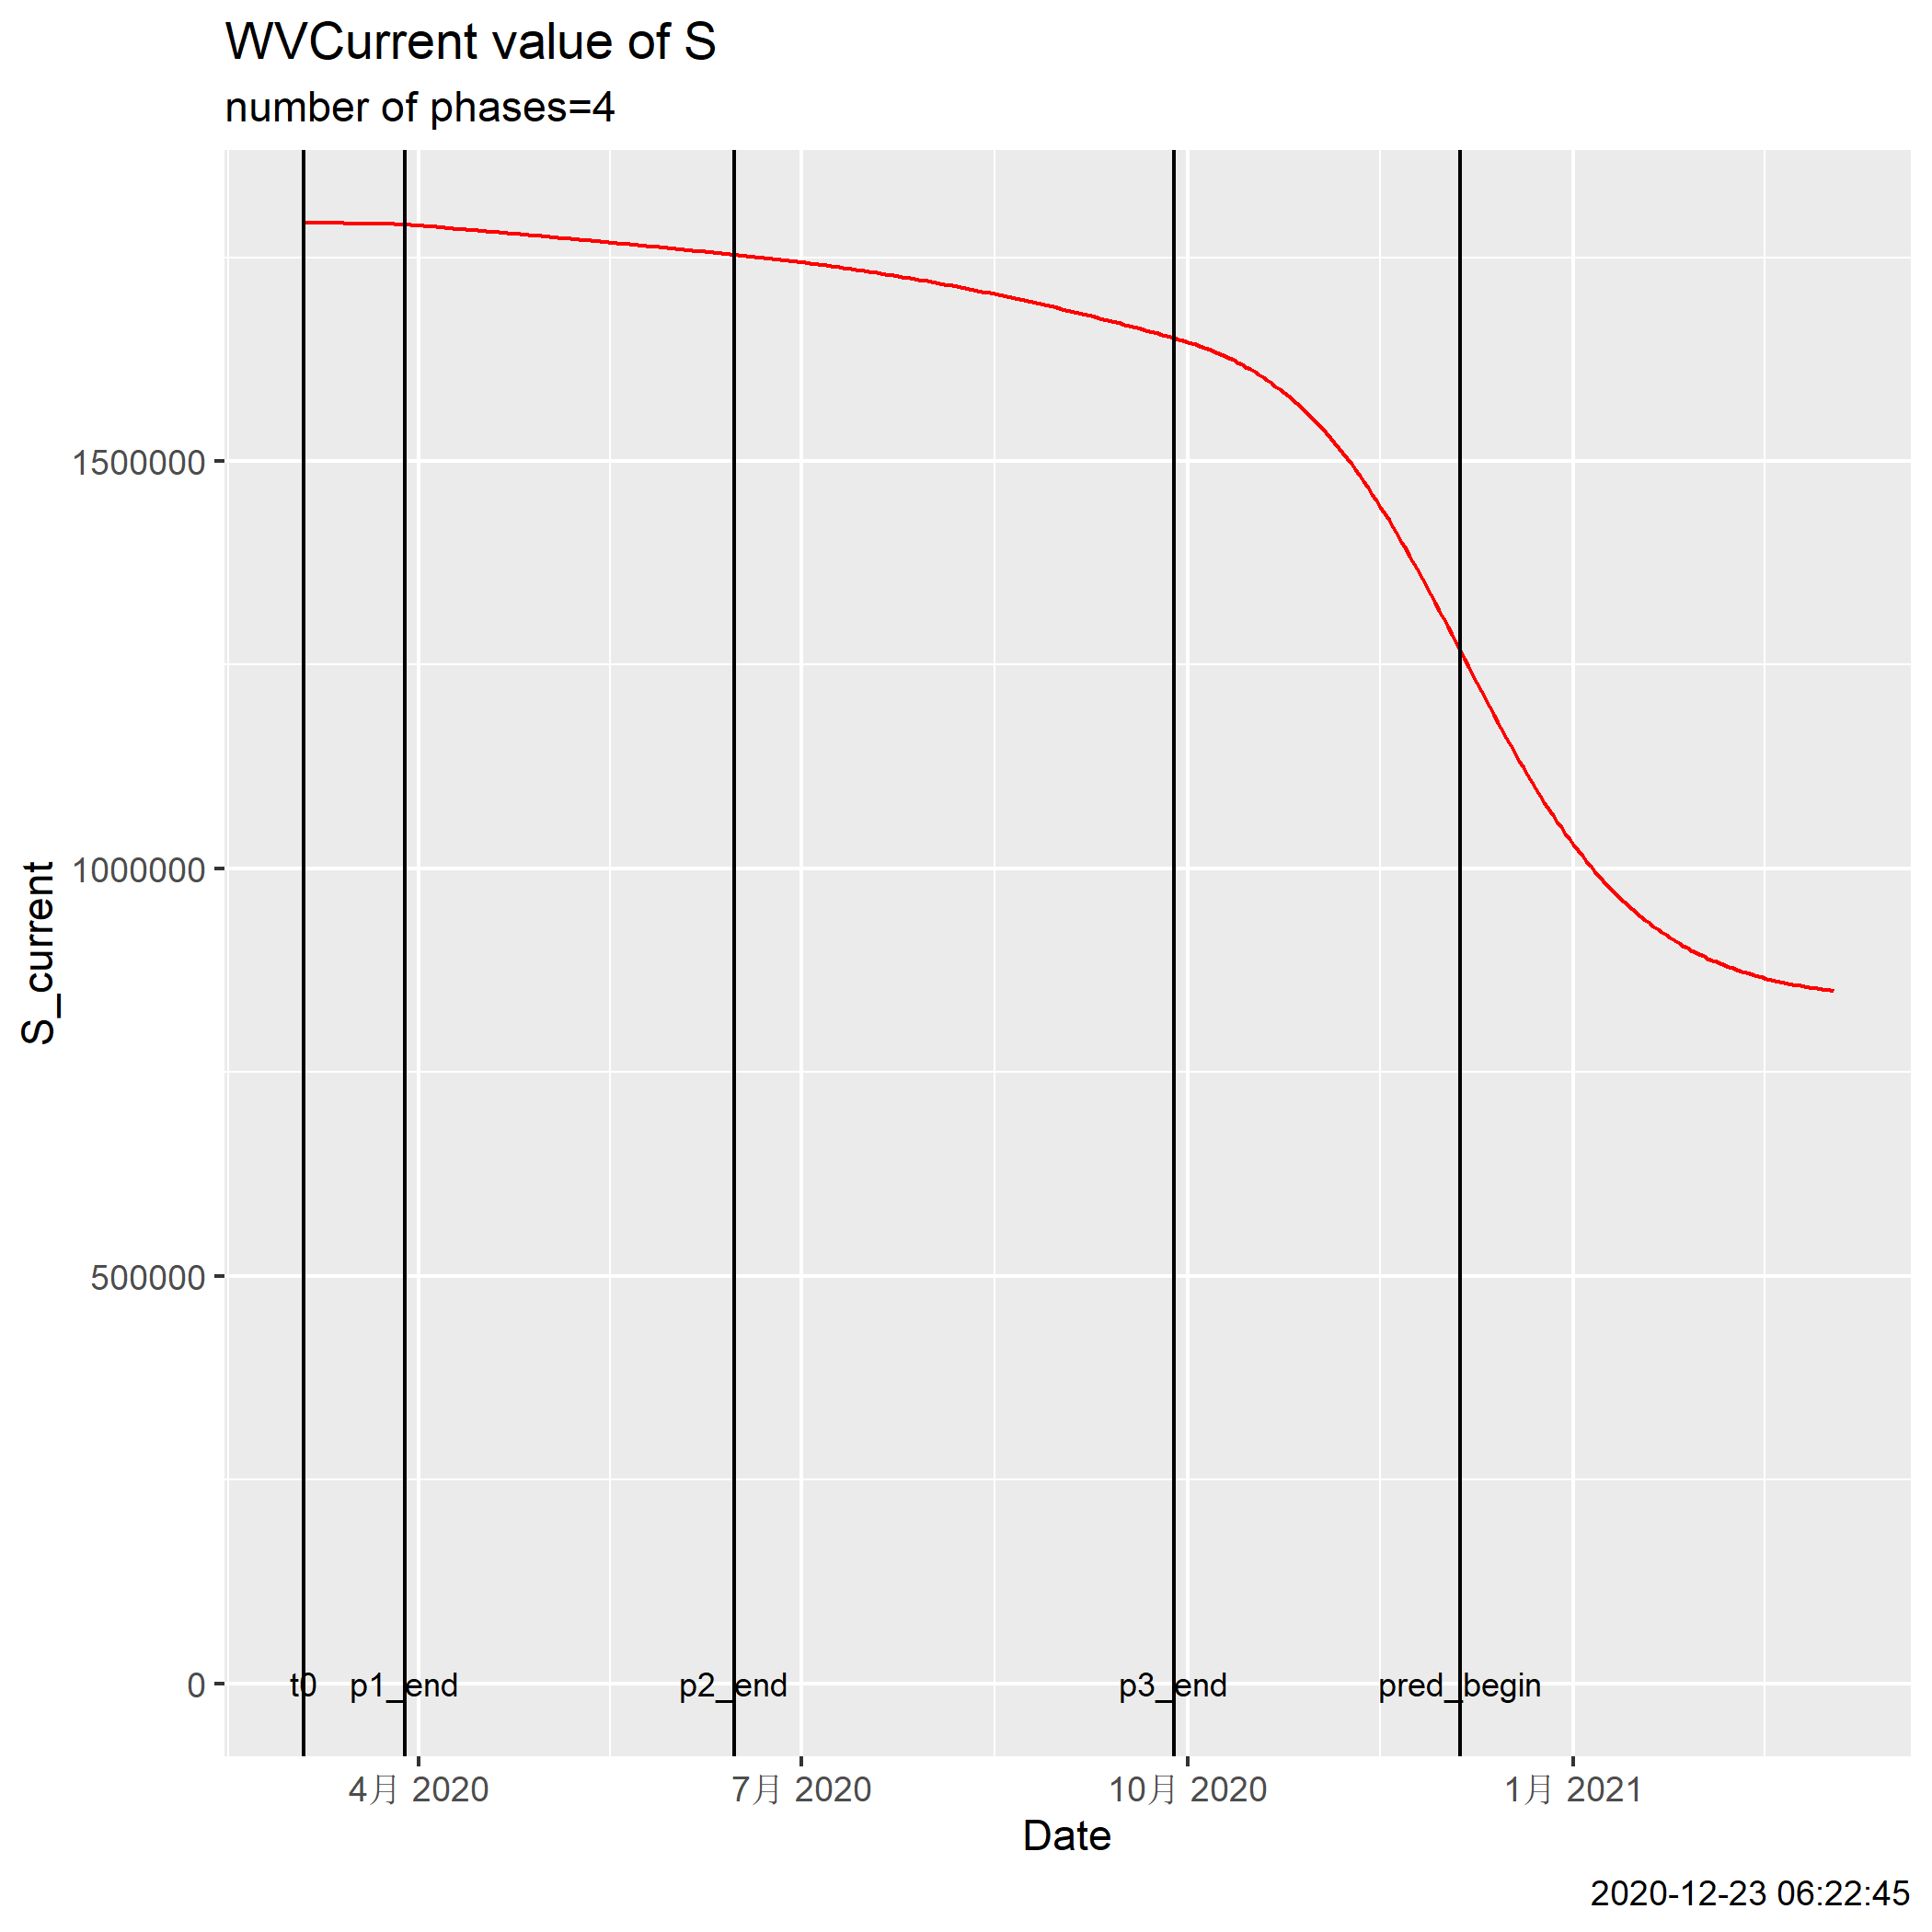 WVCurrent value of S
number of phases=4
S_current
1500000
1000000
500000
0
t0 p1_end p2_end p3_end pred_begin
4月 2020 7月 2020 10月 2020 1月 2021
Date
2020-12-23 06:22:45